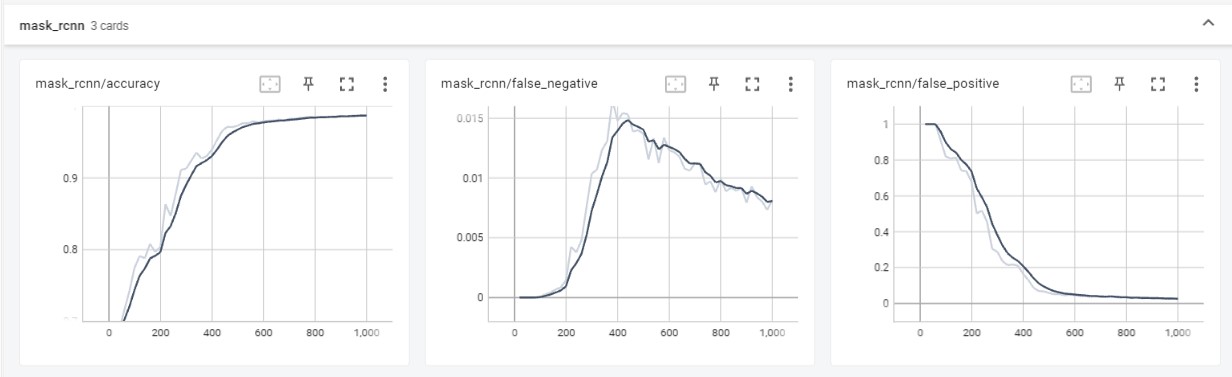 mask_rcnn 3 cards
mask_rcnn/accuracy
0.9
0.8
0 200 400 600 800 1,000
mask_rcnn/false_negative
0.015
0.01
0.005
0
0 200 400 600 800 1,000
mask_rcnn/false_positive
1
0.8
0.6
0.4
0.2
0
0 200 400 600 800 1,000